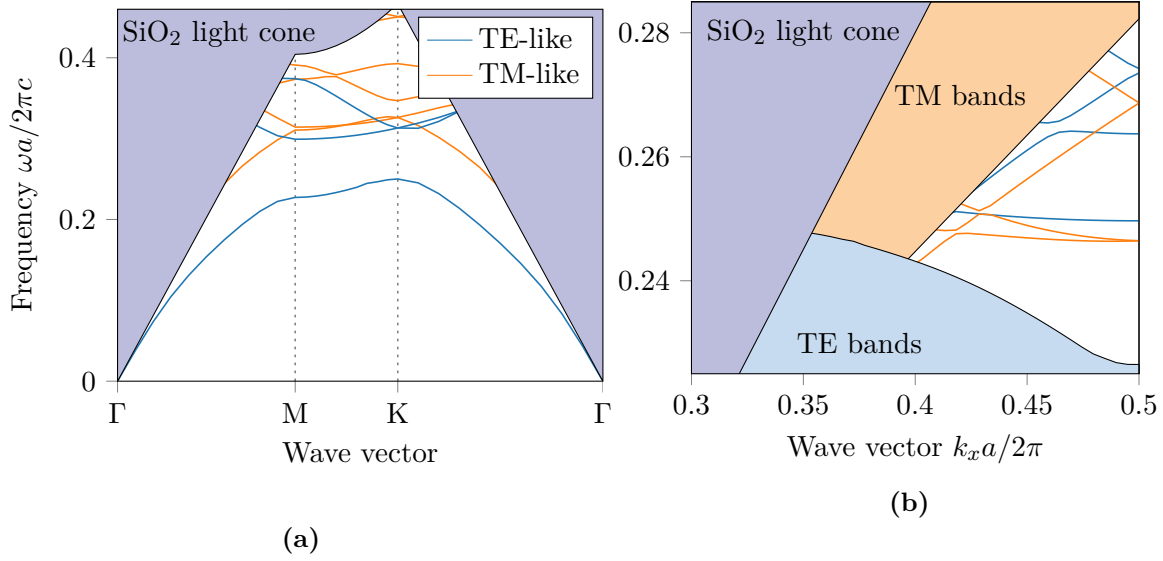 SiO₂ light cone
TE-like
TM-like
0.4
0.2
0
Γ
M
K
Γ
Frequency ωa/2πc
Wave vector
(a)
SiO₂ light cone
TM bands
TE bands
0.28
0.26
0.24
0.3
0.35
0.4
0.45
0.5
Wave vector kₓa/2π
(b)